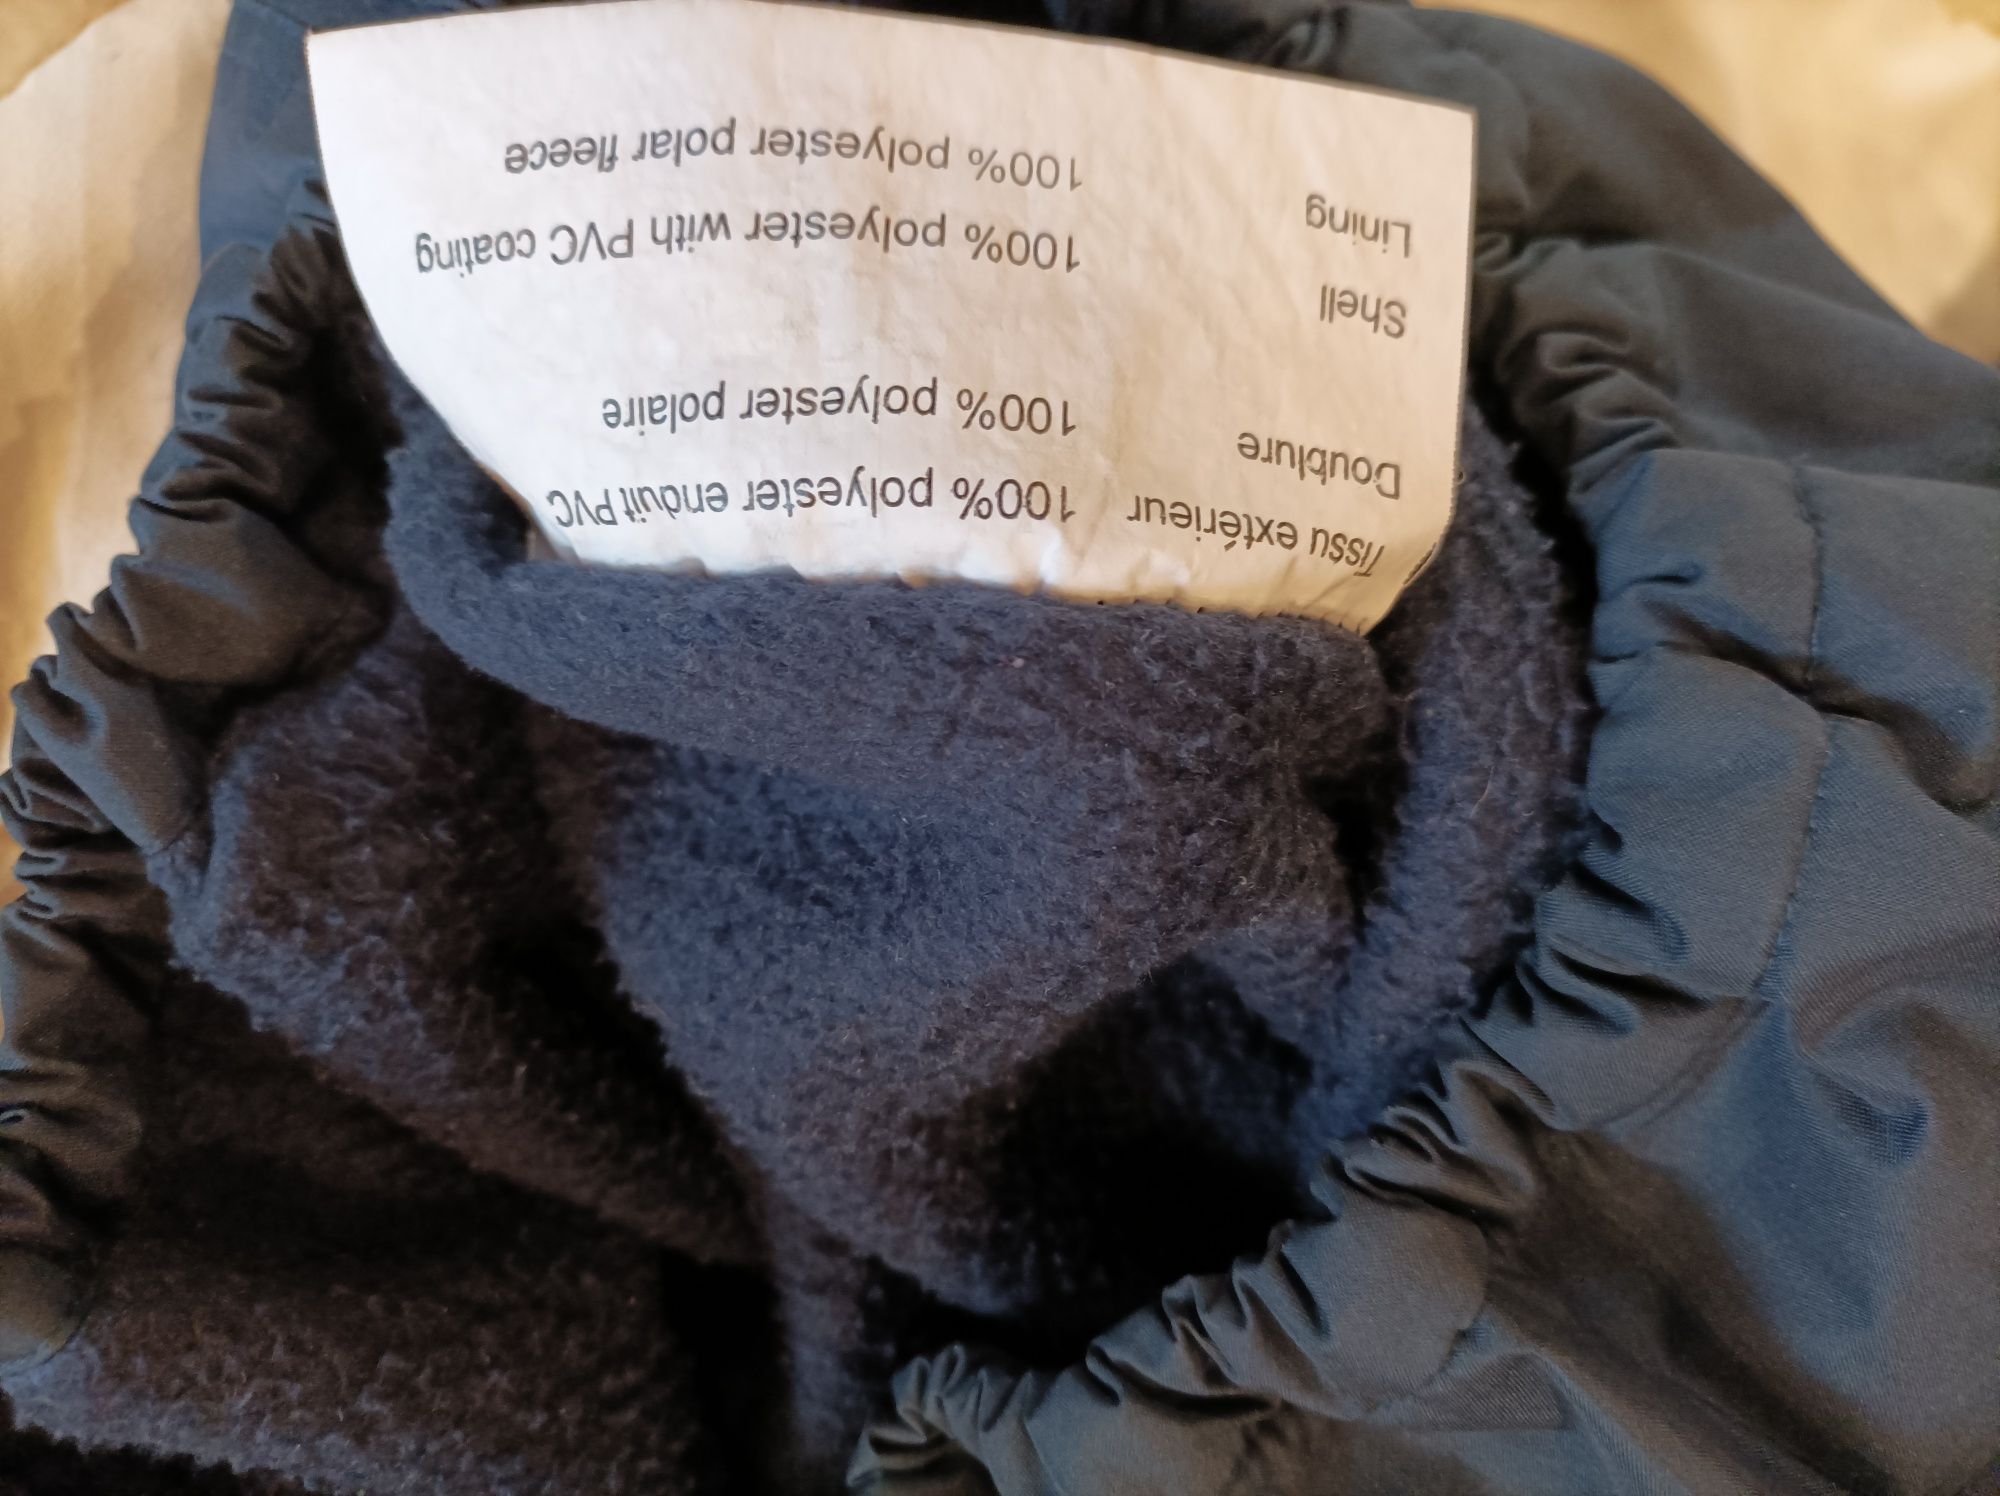 Tissu extérieur 100% polyester enduit PVC
Doublure 100% polyester polaire
Shell 100% polyester with PVC coating
Lining 100% polyester polar fleece